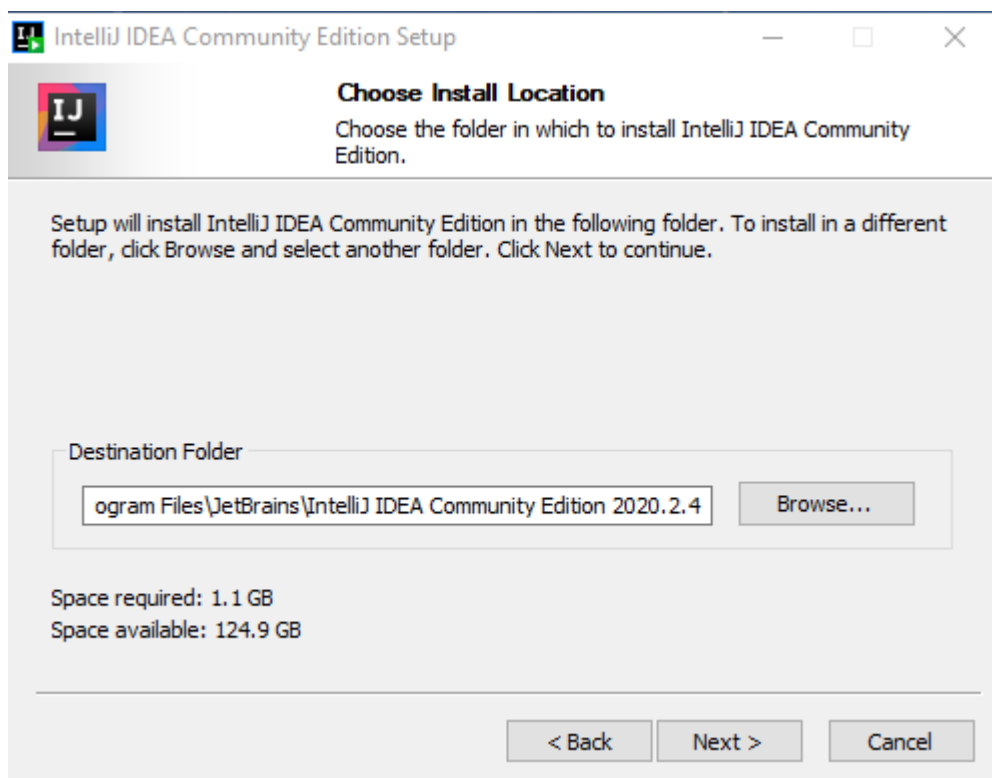 IntelliJ IDEA Community Edition Setup
IJ
Choose Install Location
Choose the folder in which to install IntelliJ IDEA Community
Edition.
Setup will install IntelliJ IDEA Community Edition in the following folder. To install in a different
folder, click Browse and select another folder. Click Next to continue.
Destination Folder
ogram Files\JetBrains\IntelliJ IDEA Community Edition 2020.2.4
Browse...
Space required: 1.1 GB
Space available: 124.9 GB
< Back
Next >
Cancel